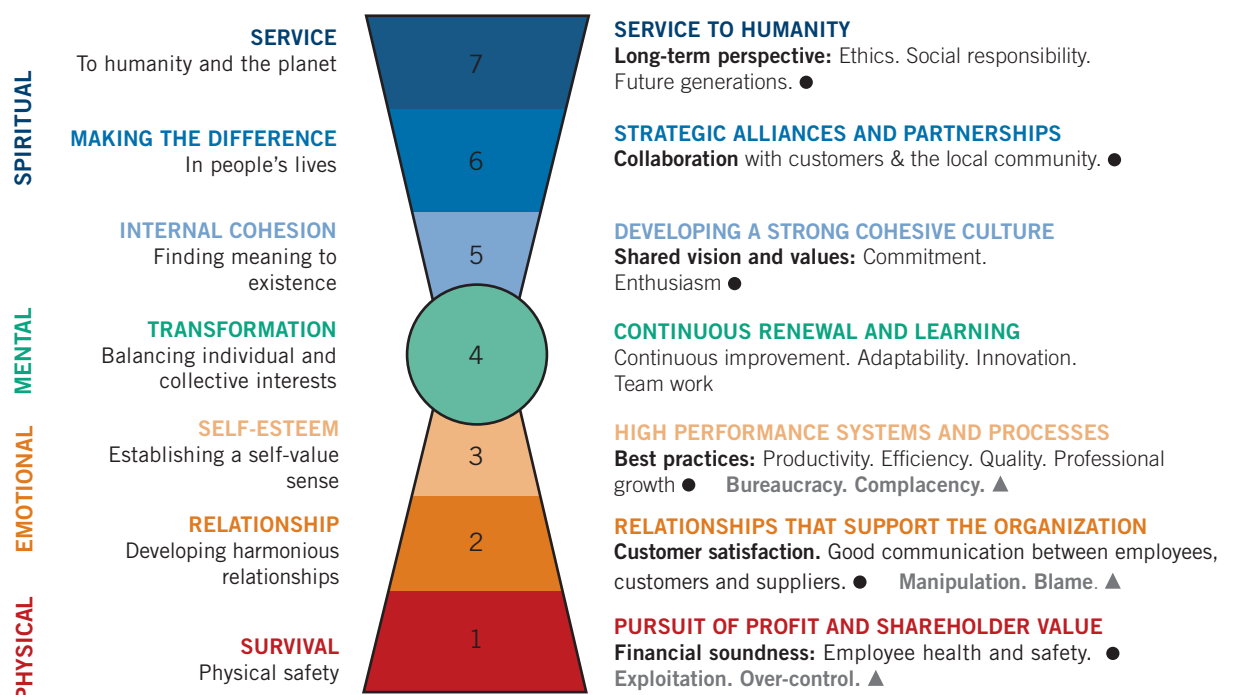 SPIRITUAL
SERVICE
To humanity and the planet
MAKING THE DIFFERENCE
In people's lives
INTERNAL COHESION
Finding meaning to
existence
MENTAL
TRANSFORMATION
Balancing individual and
collective interests
EMOTIONAL
SELF-ESTEEM
Establishing a self-value
sense
RELATIONSHIP
Developing harmonious
relationships
PHYSICAL
SURVIVAL
Physical safety
7
6
5
4
3
2
1
SERVICE TO HUMANITY
Long-term perspective: Ethics. Social responsibility.
Future generations. ●
STRATEGIC ALLIANCES AND PARTNERSHIPS
Collaboration with customers & the local community. ●
DEVELOPING A STRONG COHESIVE CULTURE
Shared vision and values: Commitment.
Enthusiasm ●
CONTINUOUS RENEWAL AND LEARNING
Continuous improvement. Adaptability. Innovation.
Team work
HIGH PERFORMANCE SYSTEMS AND PROCESSES
Best practices: Productivity. Efficiency. Quality. Professional
growth ● Bureaucracy. Complacency. ▲
RELATIONSHIPS THAT SUPPORT THE ORGANIZATION
Customer satisfaction. Good communication between employees,
customers and suppliers. ● Manipulation. Blame. ▲
PURSUIT OF PROFIT AND SHAREHOLDER VALUE
Financial soundness: Employee health and safety. ●
Exploitation. Over-control. ▲